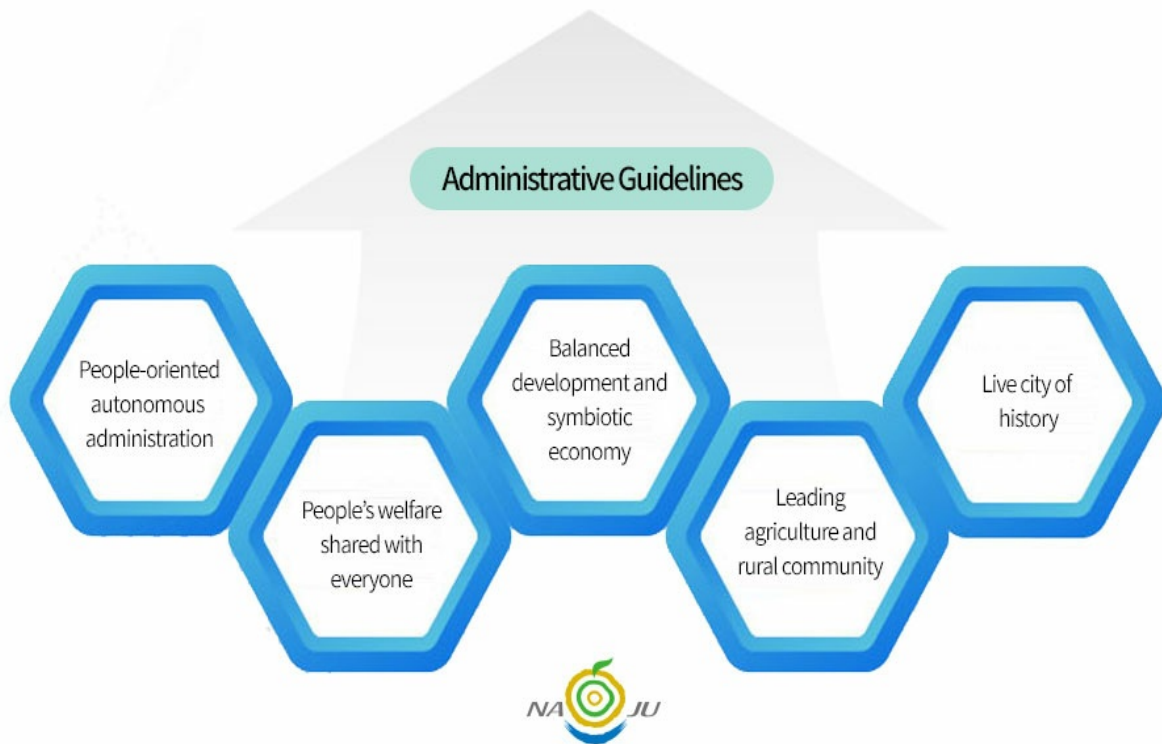 Administrative Guidelines
People-oriented
autonomous
administration
People’s welfare
shared with
everyone
Balanced
development and
symbiotic
economy
Leading
agriculture and
rural community
Live city of
history
NA JU